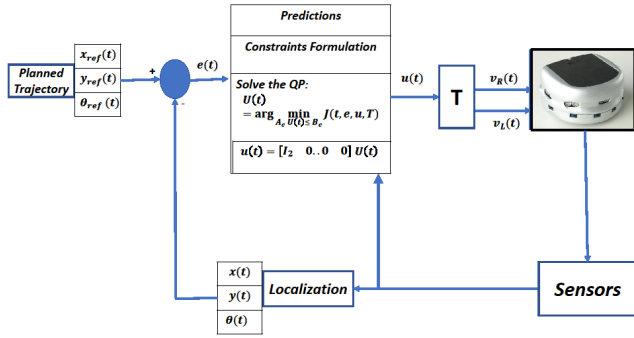 Planned
Trajectory
x_ref(t)
y_ref(t)
θ_ref(t)
+
-
e(t)
Predictions
Constraints Formulation
Solve the QP:
U(t)
= arg min_{A_c U(t) ≤ B_c} J(t, e, u, T)
u(t) = [I_2 0..0 0] U(t)
u(t)
T
v_R(t)
v_L(t)
x(t)
y(t)
θ(t)
Localization
Sensors